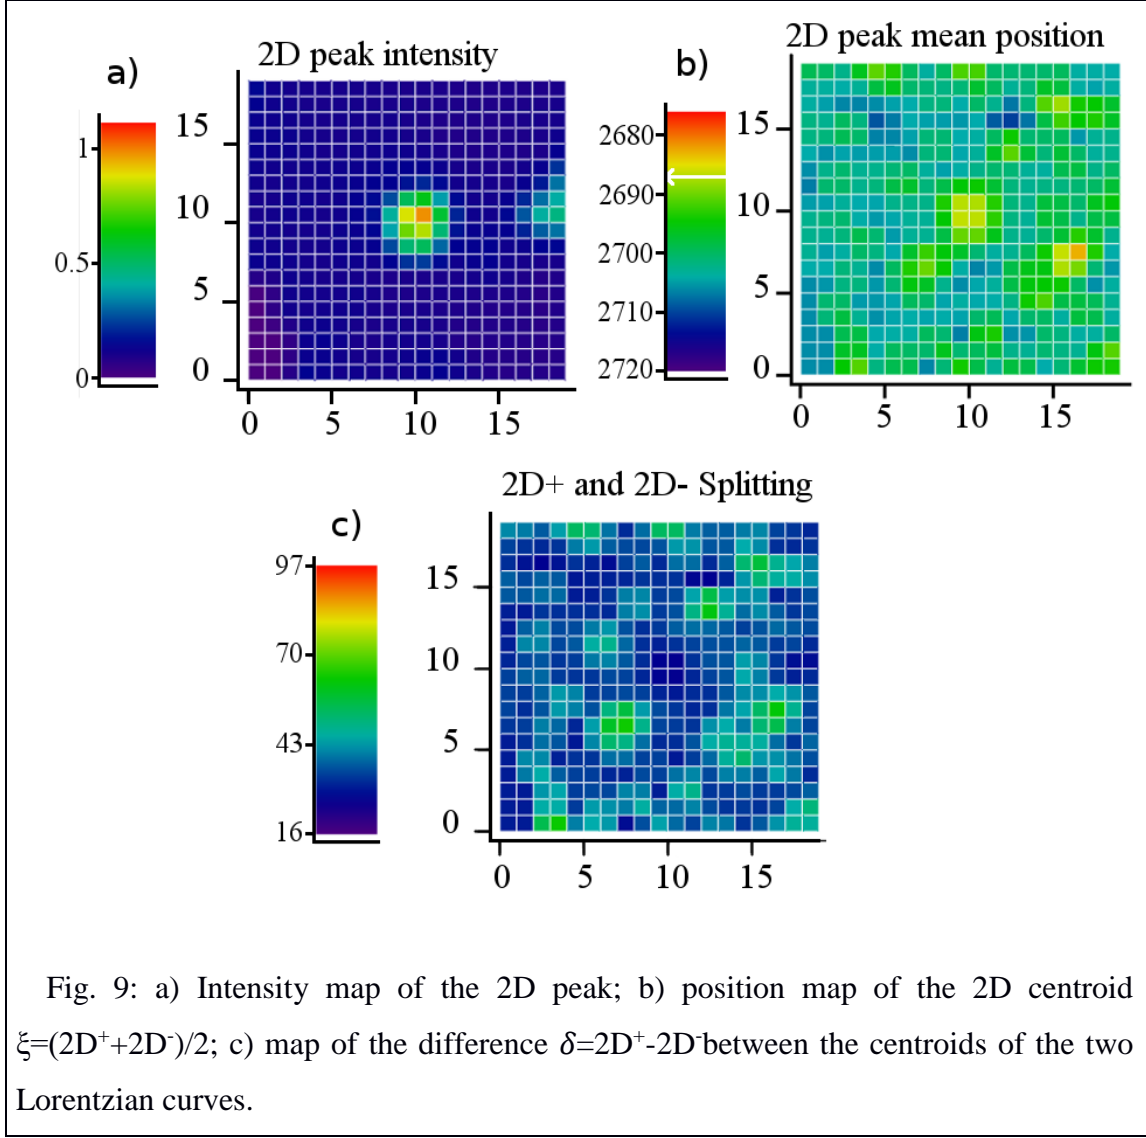 2D peak intensity
a)
1
0.5
0
15
10
5
0
0 5 10 15
2D peak mean position
b)
2680
2690
2700
2710
2720
15
10
5
0
0 5 10 15
2D+ and 2D- Splitting
c)
97
70
43
16
15
10
5
0
0 5 10 15
Fig. 9: a) Intensity map of the 2D peak; b) position map of the 2D centroid
ξ=(2D⁺+2D⁻)/2; c) map of the difference δ=2D⁺-2D⁻between the centroids of the two
Lorentzian curves.